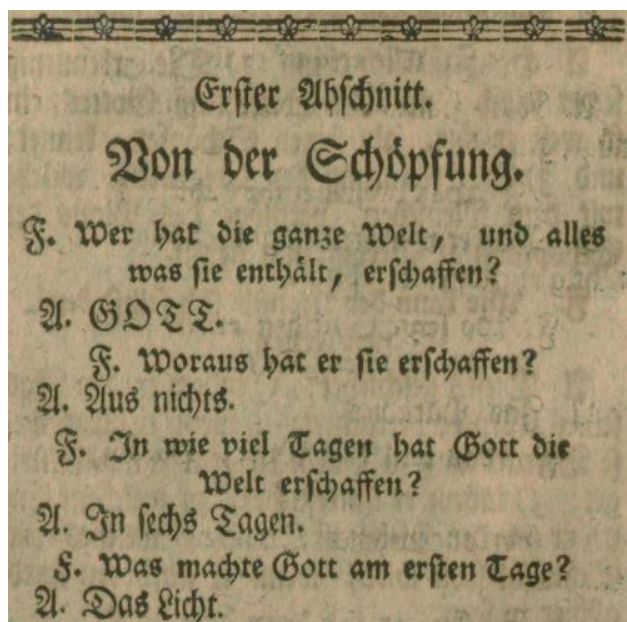 Erster Abschnitt.
Von der Schöpfung.
F. Wer hat die ganze Welt, und alles
was sie enthält, erschaffen?
A. GOTT.
F. Woraus hat er sie erschaffen?
A. Aus nichts.
F. In wie viel Tagen hat Gott die
Welt erschaffen?
A. In sechs Tagen.
F. Was machte Gott am ersten Tage?
A. Das Licht.